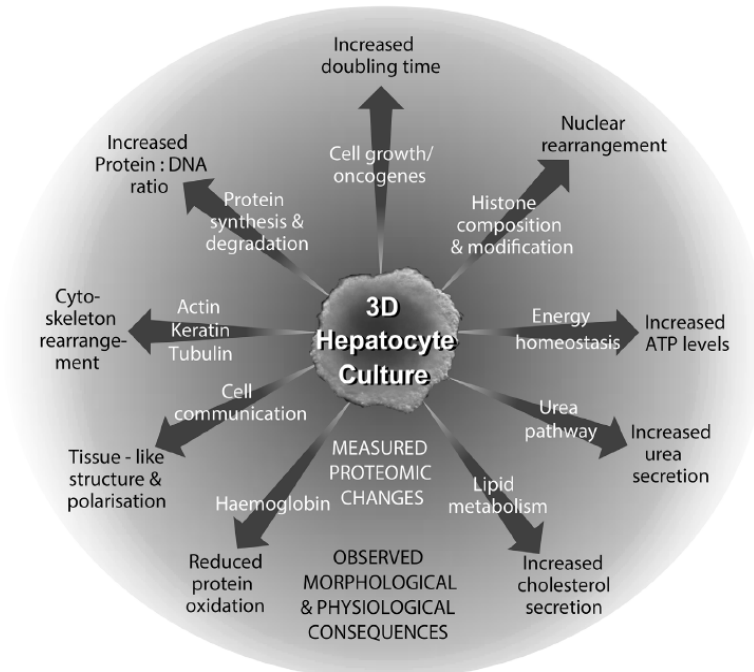 Increased
doubling time
Cell growth/
oncogenes
Nuclear
rearrangement
Histone
composition
& modification
Energy
homeostasis
Increased
ATP levels
Urea
pathway
Increased
urea
secretion
Lipid
metabolism
Increased
cholesterol
secretion
MEASURED
PROTEOMIC
CHANGES
OBSERVED
MORPHOLOGICAL
& PHYSIOLOGICAL
CONSEQUENCES
Haemoglobin
Reduced
protein
oxidation
Cell
communication
Tissue - like
structure &
polarisation
Actin
Keratin
Tubulin
Cyto-
skeleton
rearrange-
ment
Protein
synthesis &
degradation
Increased
Protein : DNA
ratio
3D
Hepatocyte
Culture